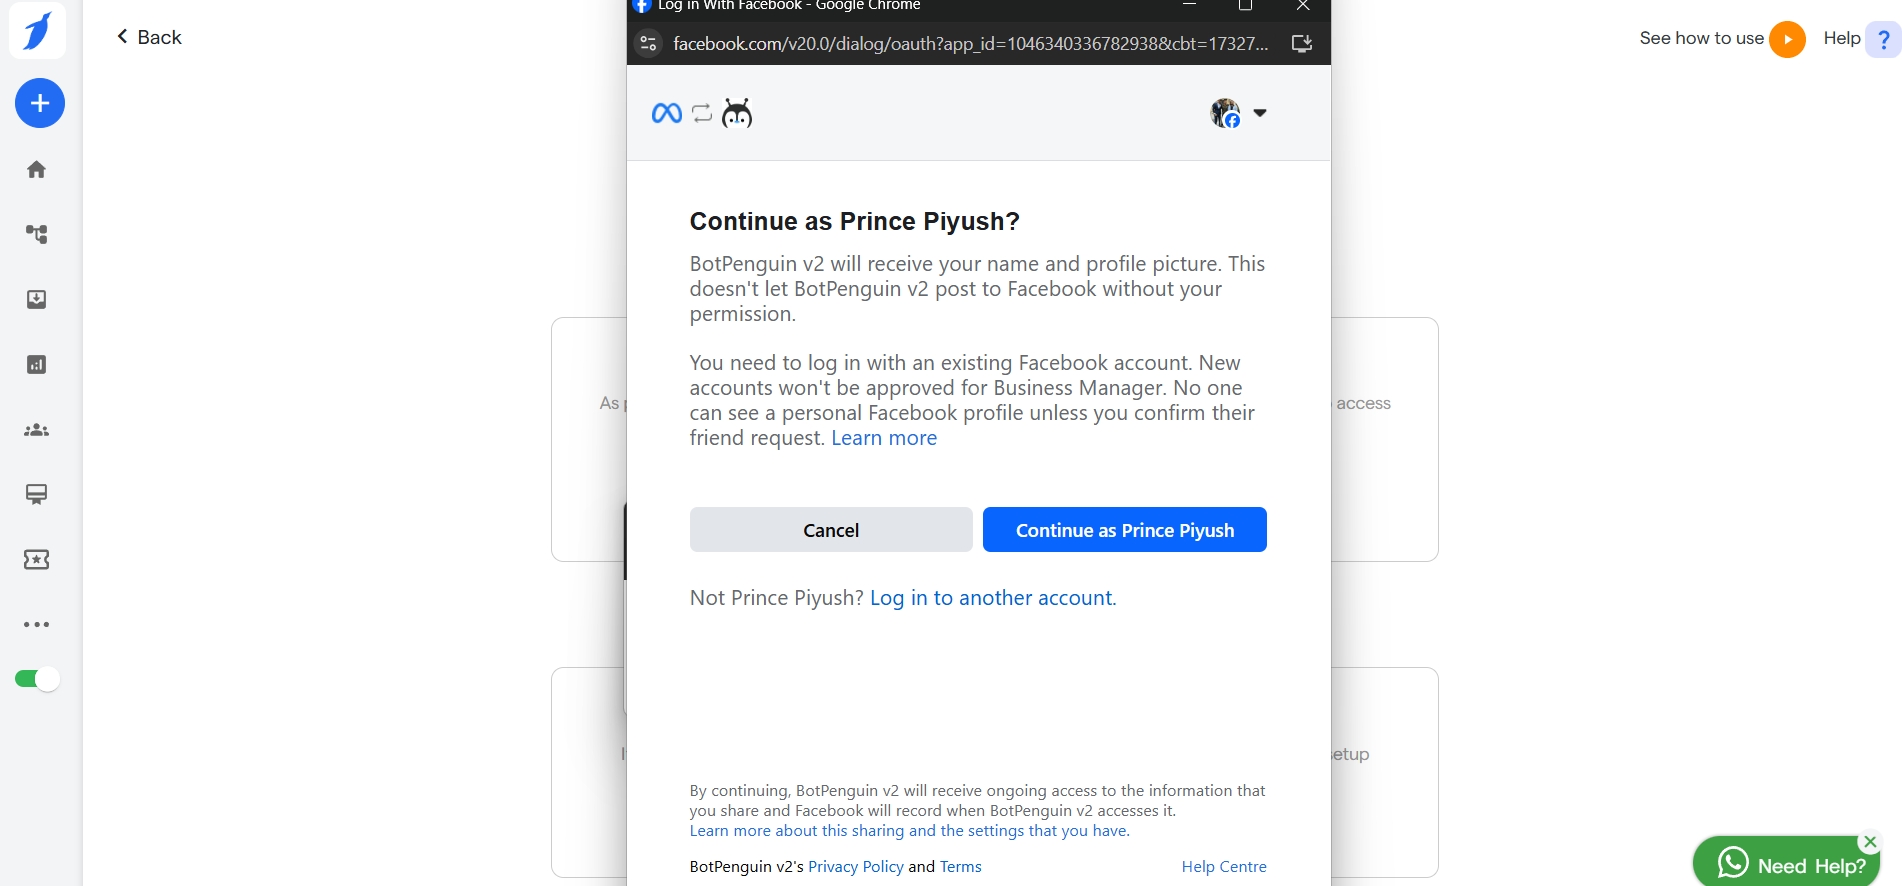 Log in With Facebook - Google Chrome
facebook.com/v20.0/dialog/oauth?app_id=1046340336782938&cbt=17327...
Back
See how to use
Help ?
Continue as Prince Piyush?
BotPenguin v2 will receive your name and profile picture. This
doesn't let BotPenguin v2 post to Facebook without your
permission.
You need to log in with an existing Facebook account. New
accounts won't be approved for Business Manager. No one
can see a personal Facebook profile unless you confirm their
friend request. Learn more
As
access
Cancel
Continue as Prince Piyush
Not Prince Piyush? Log in to another account.
setup
By continuing, BotPenguin v2 will receive ongoing access to the information that
you share and Facebook will record when BotPenguin v2 accesses it.
Learn more about this sharing and the settings that you have.
BotPenguin v2's Privacy Policy and Terms
Help Centre
Need Help?